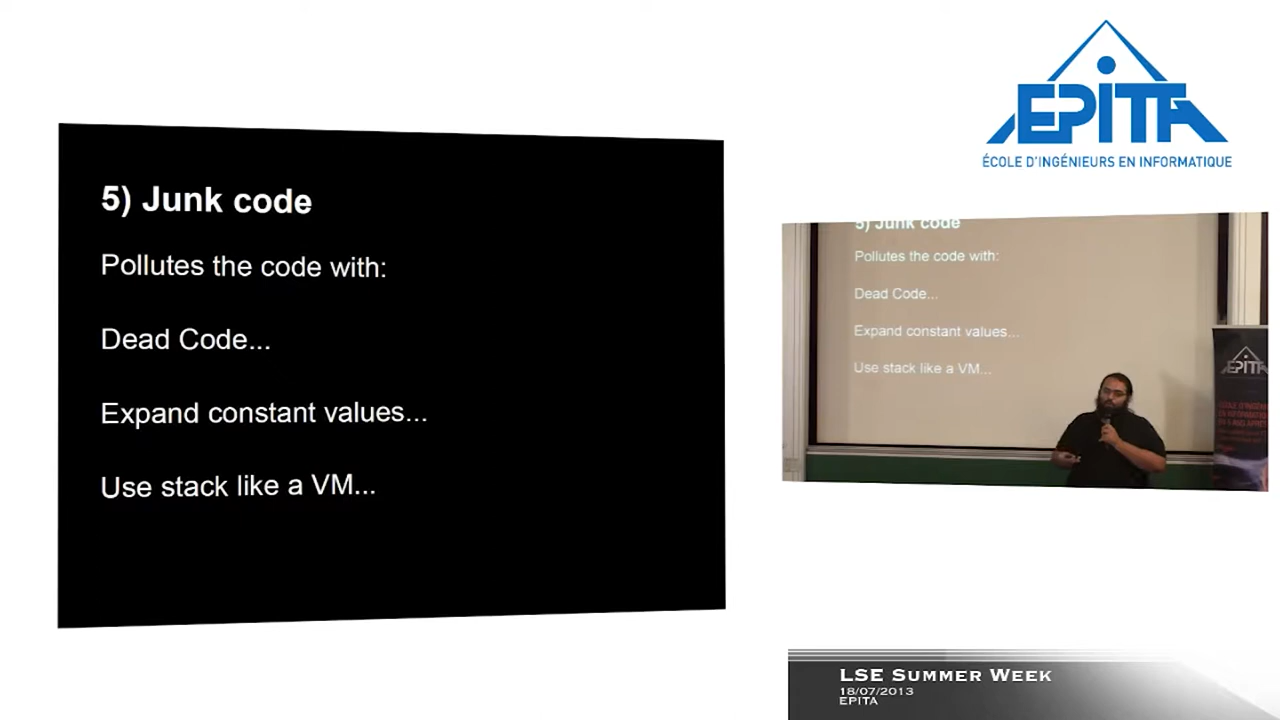 EPITA
ÉCOLE D'INGÉNIEURS EN INFORMATIQUE
5) Junk code
Pollutes the code with:
Dead Code...
Expand constant values...
Use stack like a VM...
5) Junk code
Pollutes the code with:
Dead Code...
Expand constant values...
Use stack like a VM...
EPITA
LSE SUMMER WEEK
18/07/2013
EPITA